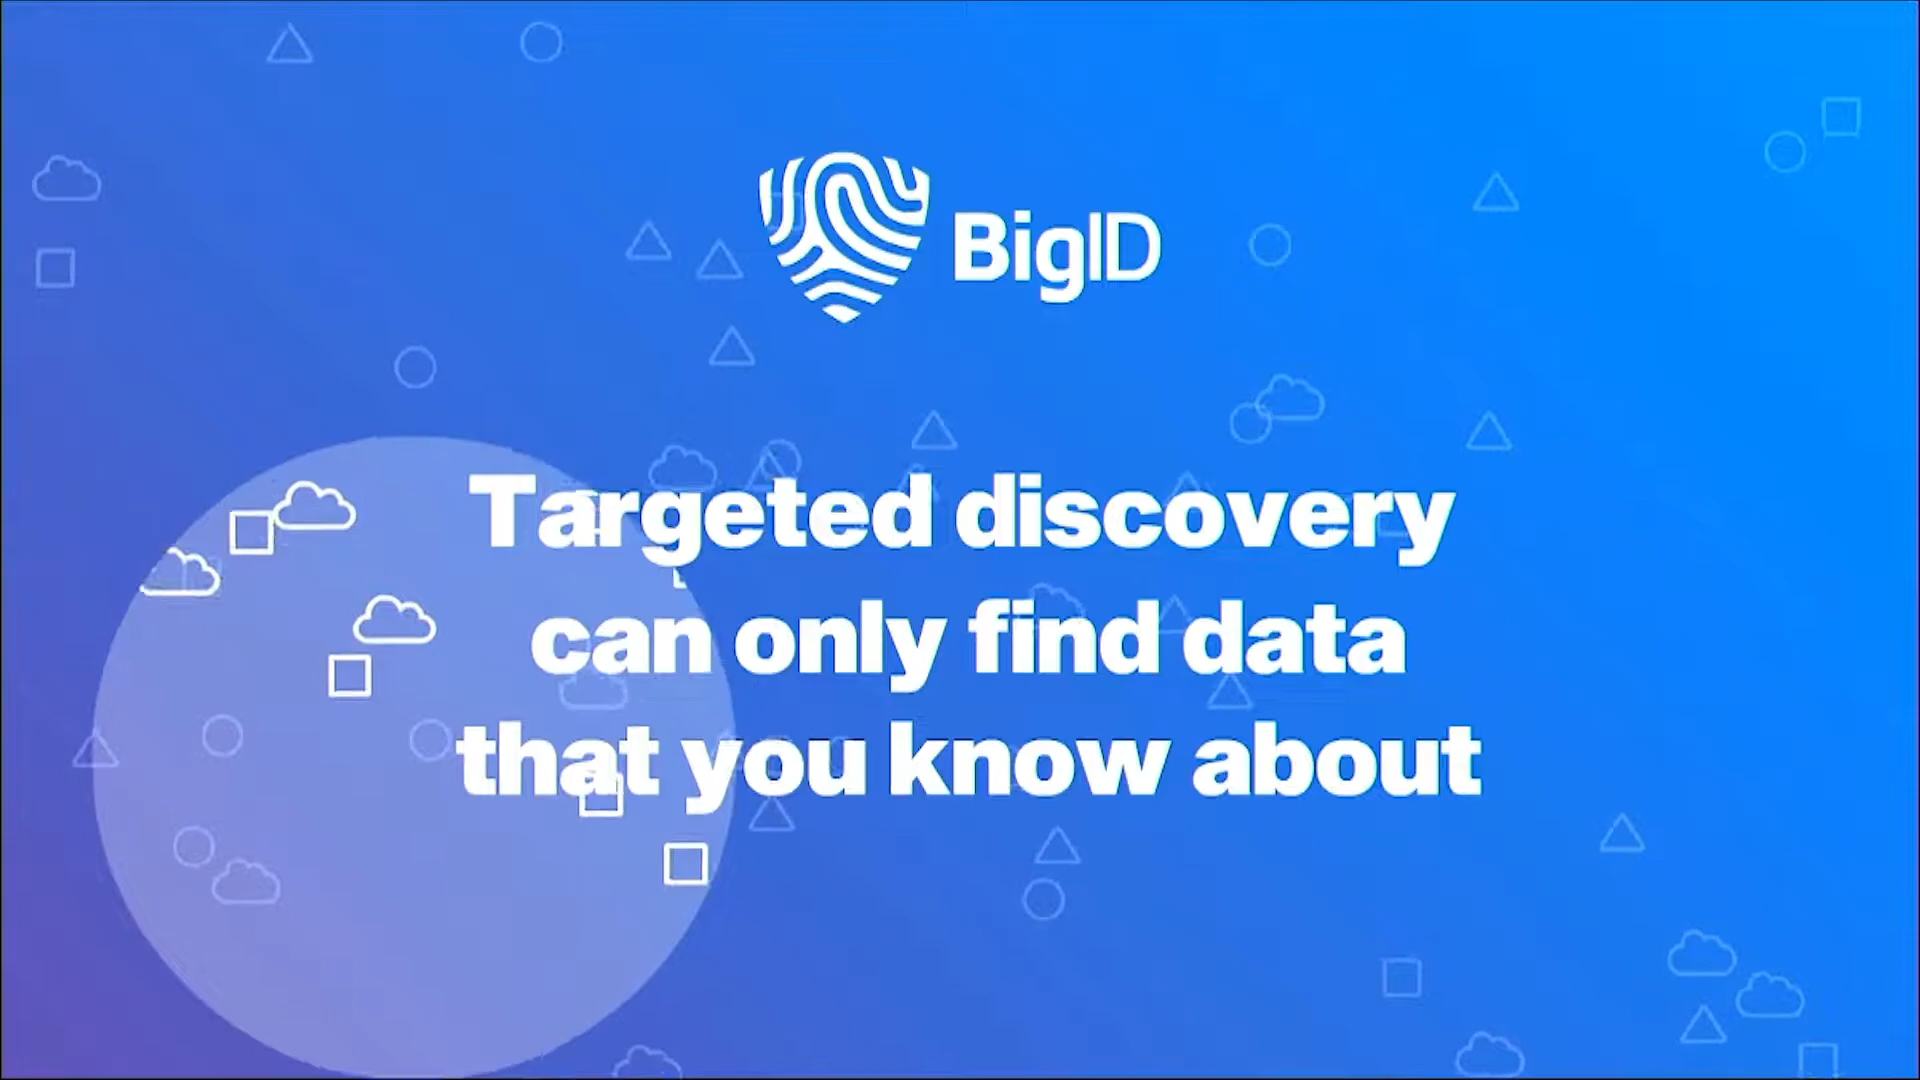 BigID
Targeted discovery
can only find data
that you know about